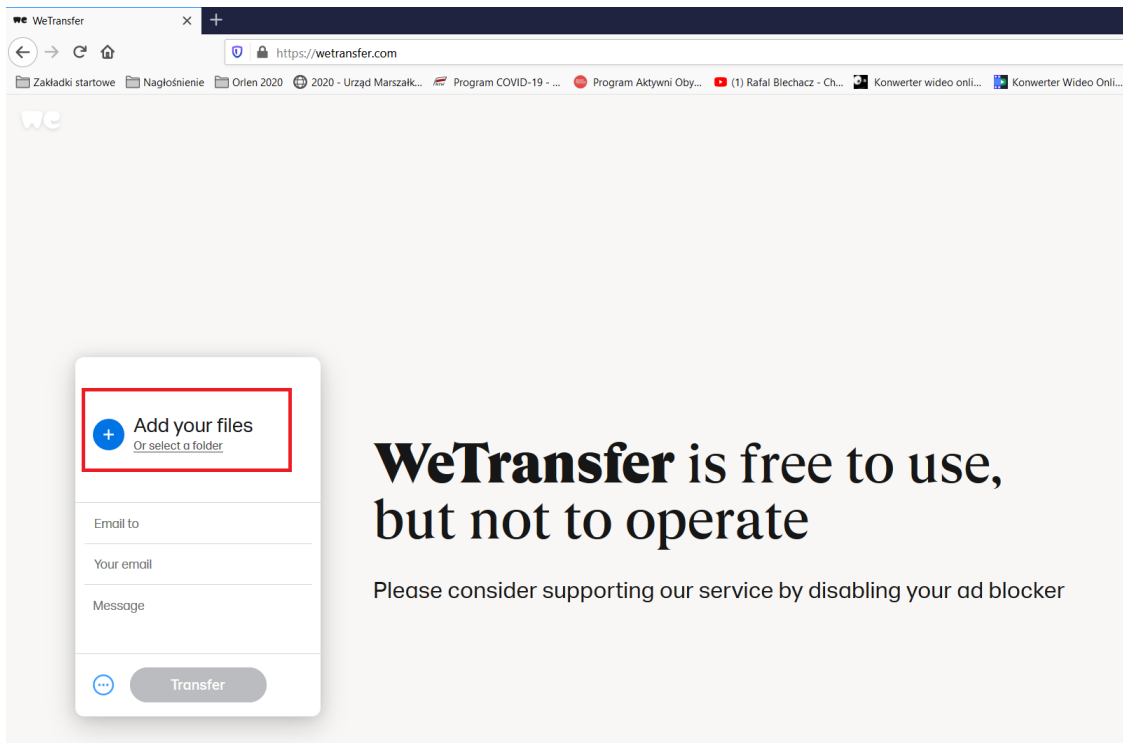 we WeTransfer
https://wetransfer.com
Zakładki startowe Nagłośnienie Orlen 2020 2020 - Urząd Marszałk... Program COVID-19 - ... Program Aktywni Oby... (1) Rafal Blechacz - Ch... Konwerter wideo onli... Konwerter Wideo Onli...
we
Add your files
Or select a folder
Email to
Your email
Message
Transfer
WeTransfer is free to use,
but not to operate
Please consider supporting our service by disabling your ad blocker